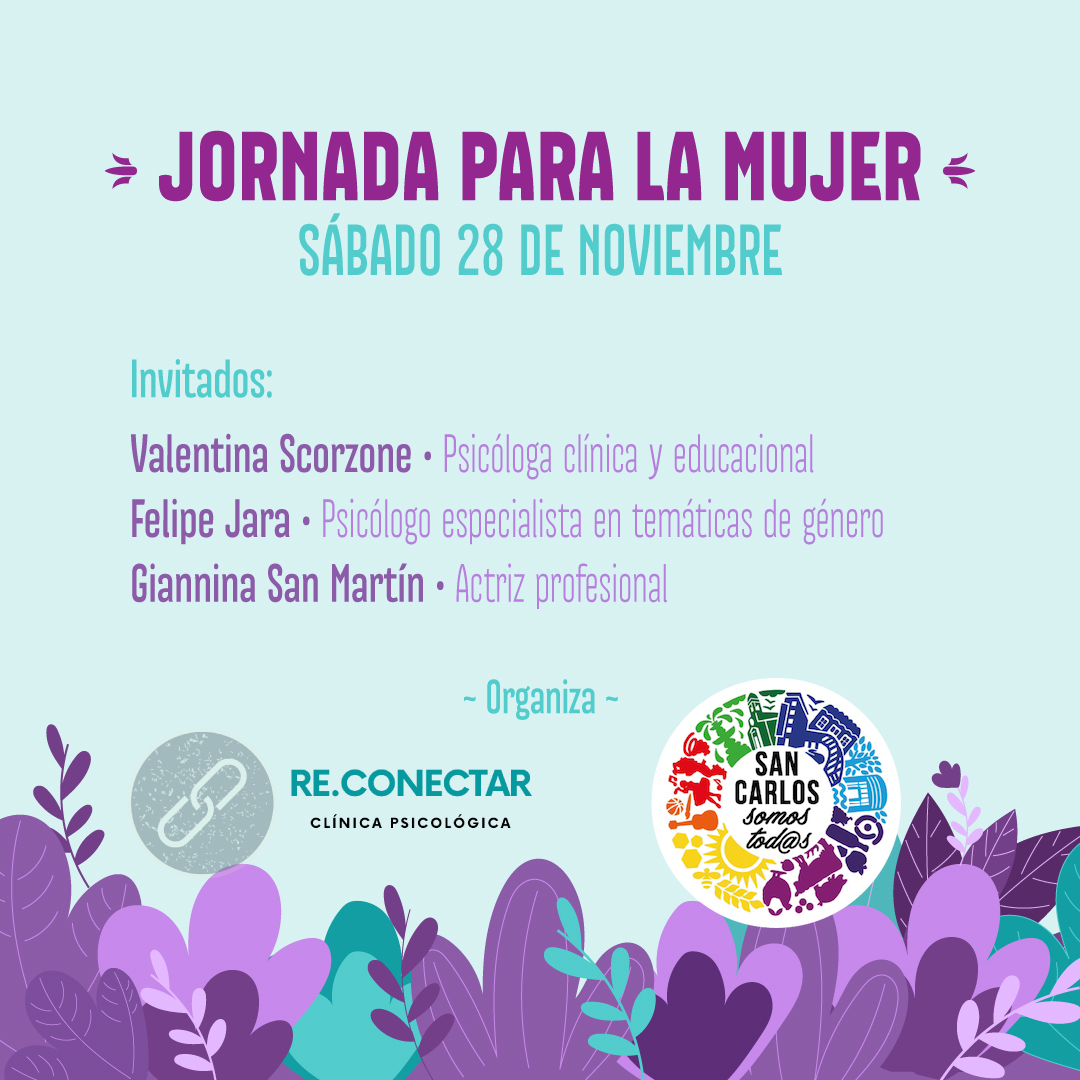 JORNADA PARA LA MUJER
SÁBADO 28 DE NOVIEMBRE
Invitados:
Valentina Scorzone • Psicóloga clínica y educacional
Felipe Jara • Psicólogo especialista en temáticas de género
Giannina San Martín • Actriz profesional
~ Organiza ~
RE.CONECTAR
CLÍNICA PSICOLÓGICA
SAN
CARLOS
somos
tod@s